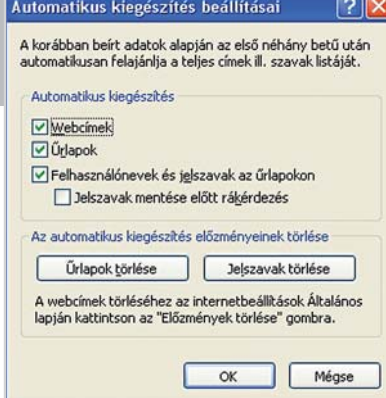 Automatikus kiegészítés beállításai
A korábban beírt adatok alapján az első néhány betű után
automatikusan felajánlja a teljes címek ill. szavak listáját.
Automatikus kiegészítés
Webcímek
Űrlapok
Felhasználónevek és jelszavak az űrlapokon
Jelszavak mentése előtt rákérdezés
Az automatikus kiegészítés előzményeinek törlése
Űrlapok törlése Jelszavak törlése
A webcímek törléséhez az internetbeállítások Általános
lapján kattintson az "Előzmények törlése" gombra.
OK Mégse